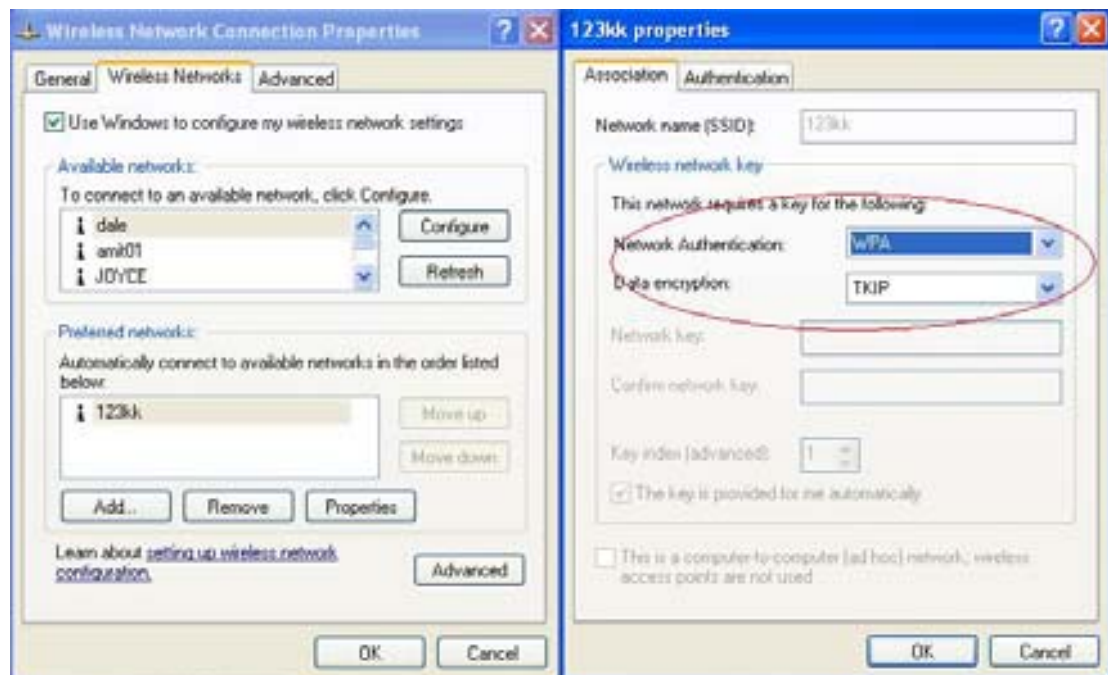 Wireless Network Connection Properties
General Wireless Networks Advanced
Use Windows to configure my wireless network settings
Available networks:
To connect to an available network, click Configure.
dale
amit01
JOYCE
Configure
Refresh
Preferred networks:
Automatically connect to available networks in the order listed
below:
123kk
Move up
Move down
Add... Remove Properties
Learn about setting up wireless network
configuration.
Advanced
OK Cancel
123kk properties
Association Authentication
Network name (SSID): 123kk
Wireless network key
This network requires a key for the following:
Network Authentication: WPA
Data encryption: TKIP
Network key:
Confirm network key:
Key index (advanced): 1
The key is provided for me automatically
This is a computer-to-computer (ad hoc) network; wireless
access points are not used
OK Cancel